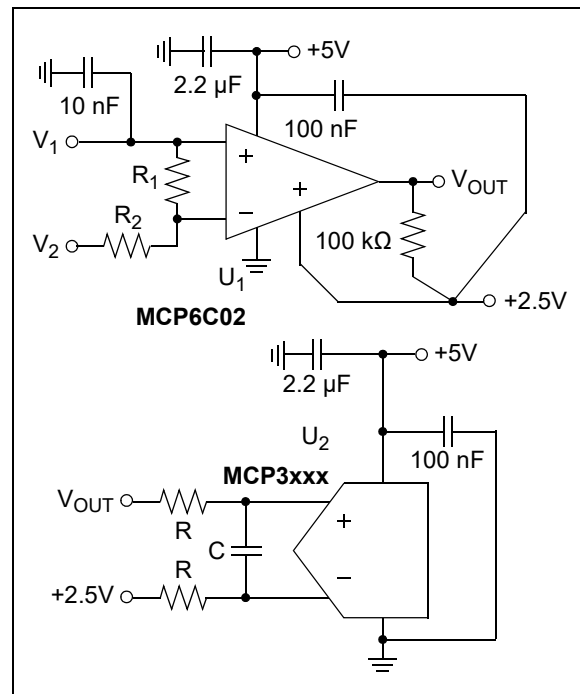 +5V
2.2 µF
10 nF
100 nF
V1
+
R1
+
VOUT
−
R2
V2
100 kΩ
U1
+2.5V
MCP6C02
+5V
2.2 µF
U2
100 nF
MCP3xxx
VOUT
R
+
C
−
R
+2.5V